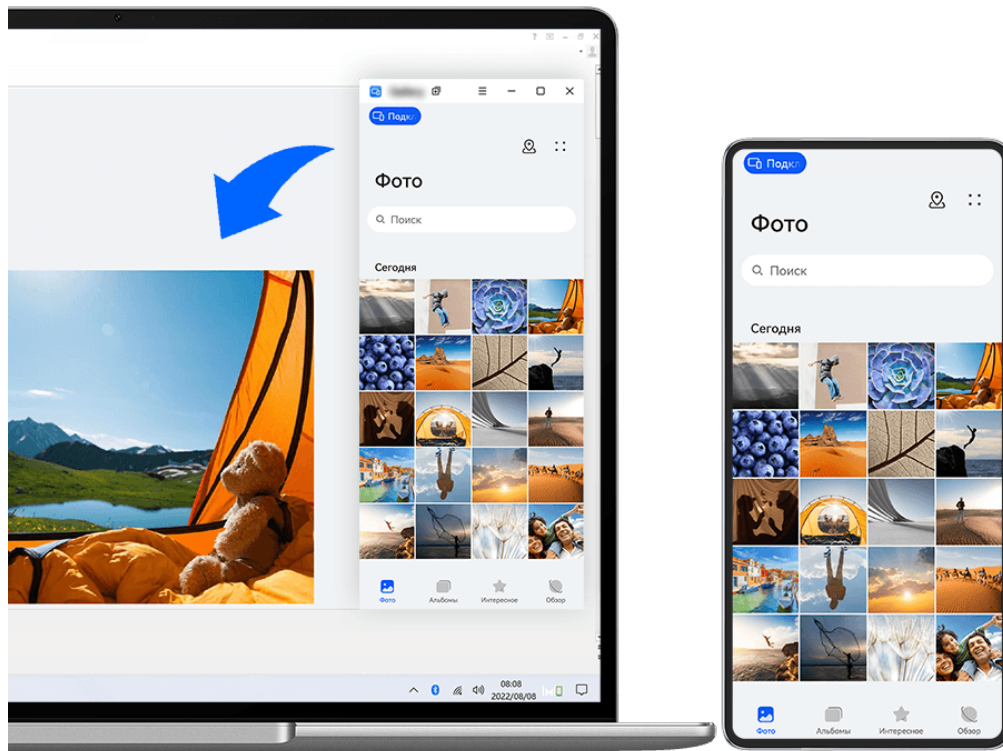 Подкл
Фото
Поиск
Сегодня
Фото Альбомы Интересное Обзор
08:08
2022/08/08
Подкл
Фото
Поиск
Сегодня
Фото Альбомы Интересное Обзор